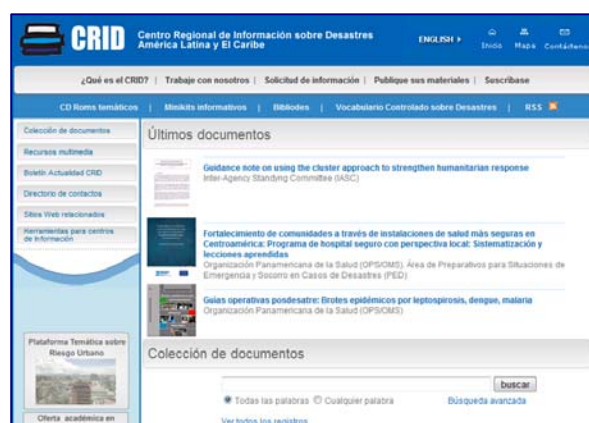 CRID
Centro Regional de Información sobre Desastres
América Latina y El Caribe
ENGLISH
Inicio Mapa Contáctenos
¿Qué es el CRID? | Trabaje con nosotros | Solicitud de información | Publique sus materiales | Suscríbase
CD Roms temáticos | Minikits informativos | Bibliodes | Vocabulario Controlado sobre Desastres | RSS
Colección de documentos
Recursos multimedia
Boletín Actualidad CRID
Directorio de contactos
Sitios Web relacionados
Herramientas para centros
de información
Plataforma Temática sobre
Riesgo Urbano
Oferta académica en
Últimos documentos
Guidance note on using the cluster approach to strengthen humanitarian response
Inter-Agency Standyng Committee (IASC)
Fortalecimiento de comunidades a través de instalaciones de salud más seguras en
Centroamérica: Programa de hospital seguro con perspectiva local: Sistematización y
lecciones aprendidas
Organización Panamericana de la Salud (OPS/OMS). Área de Preparativos para Situaciones de
Emergencia y Socorro en Casos de Desastres (PED)
Guías operativas posdesatre: Brotes epidémicos por leptospirosis, dengue, malaria
Organización Panamericana de la Salud (OPS/OMS)
Colección de documentos
buscar
Todas las palabras Cualquier palabra Búsqueda avanzada
Ver todos los registros